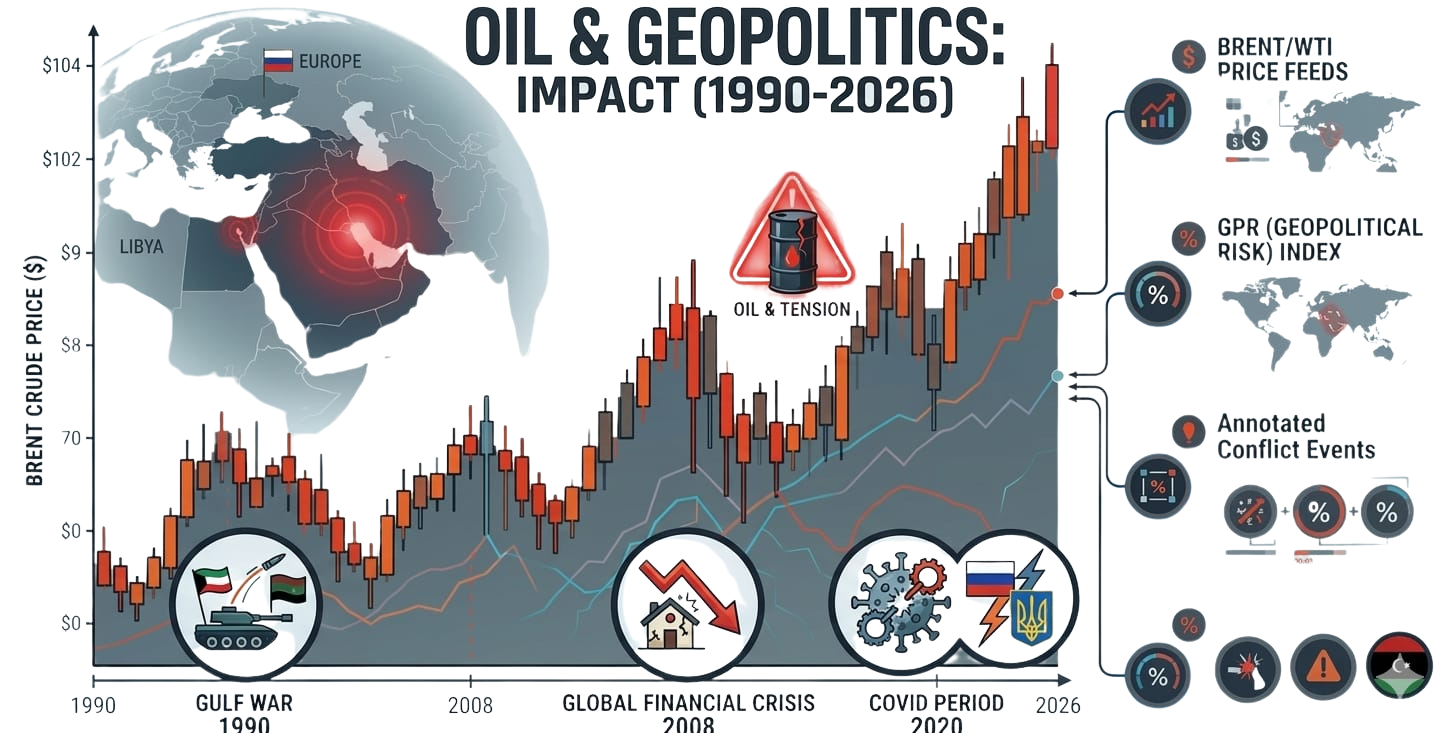 OIL & GEOPOLITICS:
IMPACT (1990-2026)
EUROPE
LIBYA
BRENT CRUDE PRICE ($)
$104
$102
$9
$8
70
$0
$0
OIL & TENSION
1990
GULF WAR
1990
2008
GLOBAL FINANCIAL CRISIS
2008
COVID PERIOD
2020
2026
$
BRENT/WTI
PRICE FEEDS
$ $
%
GPR (GEOPOLITICAL
RISK) INDEX
%
Annotated
Conflict Events
%
% + % + %
%
%